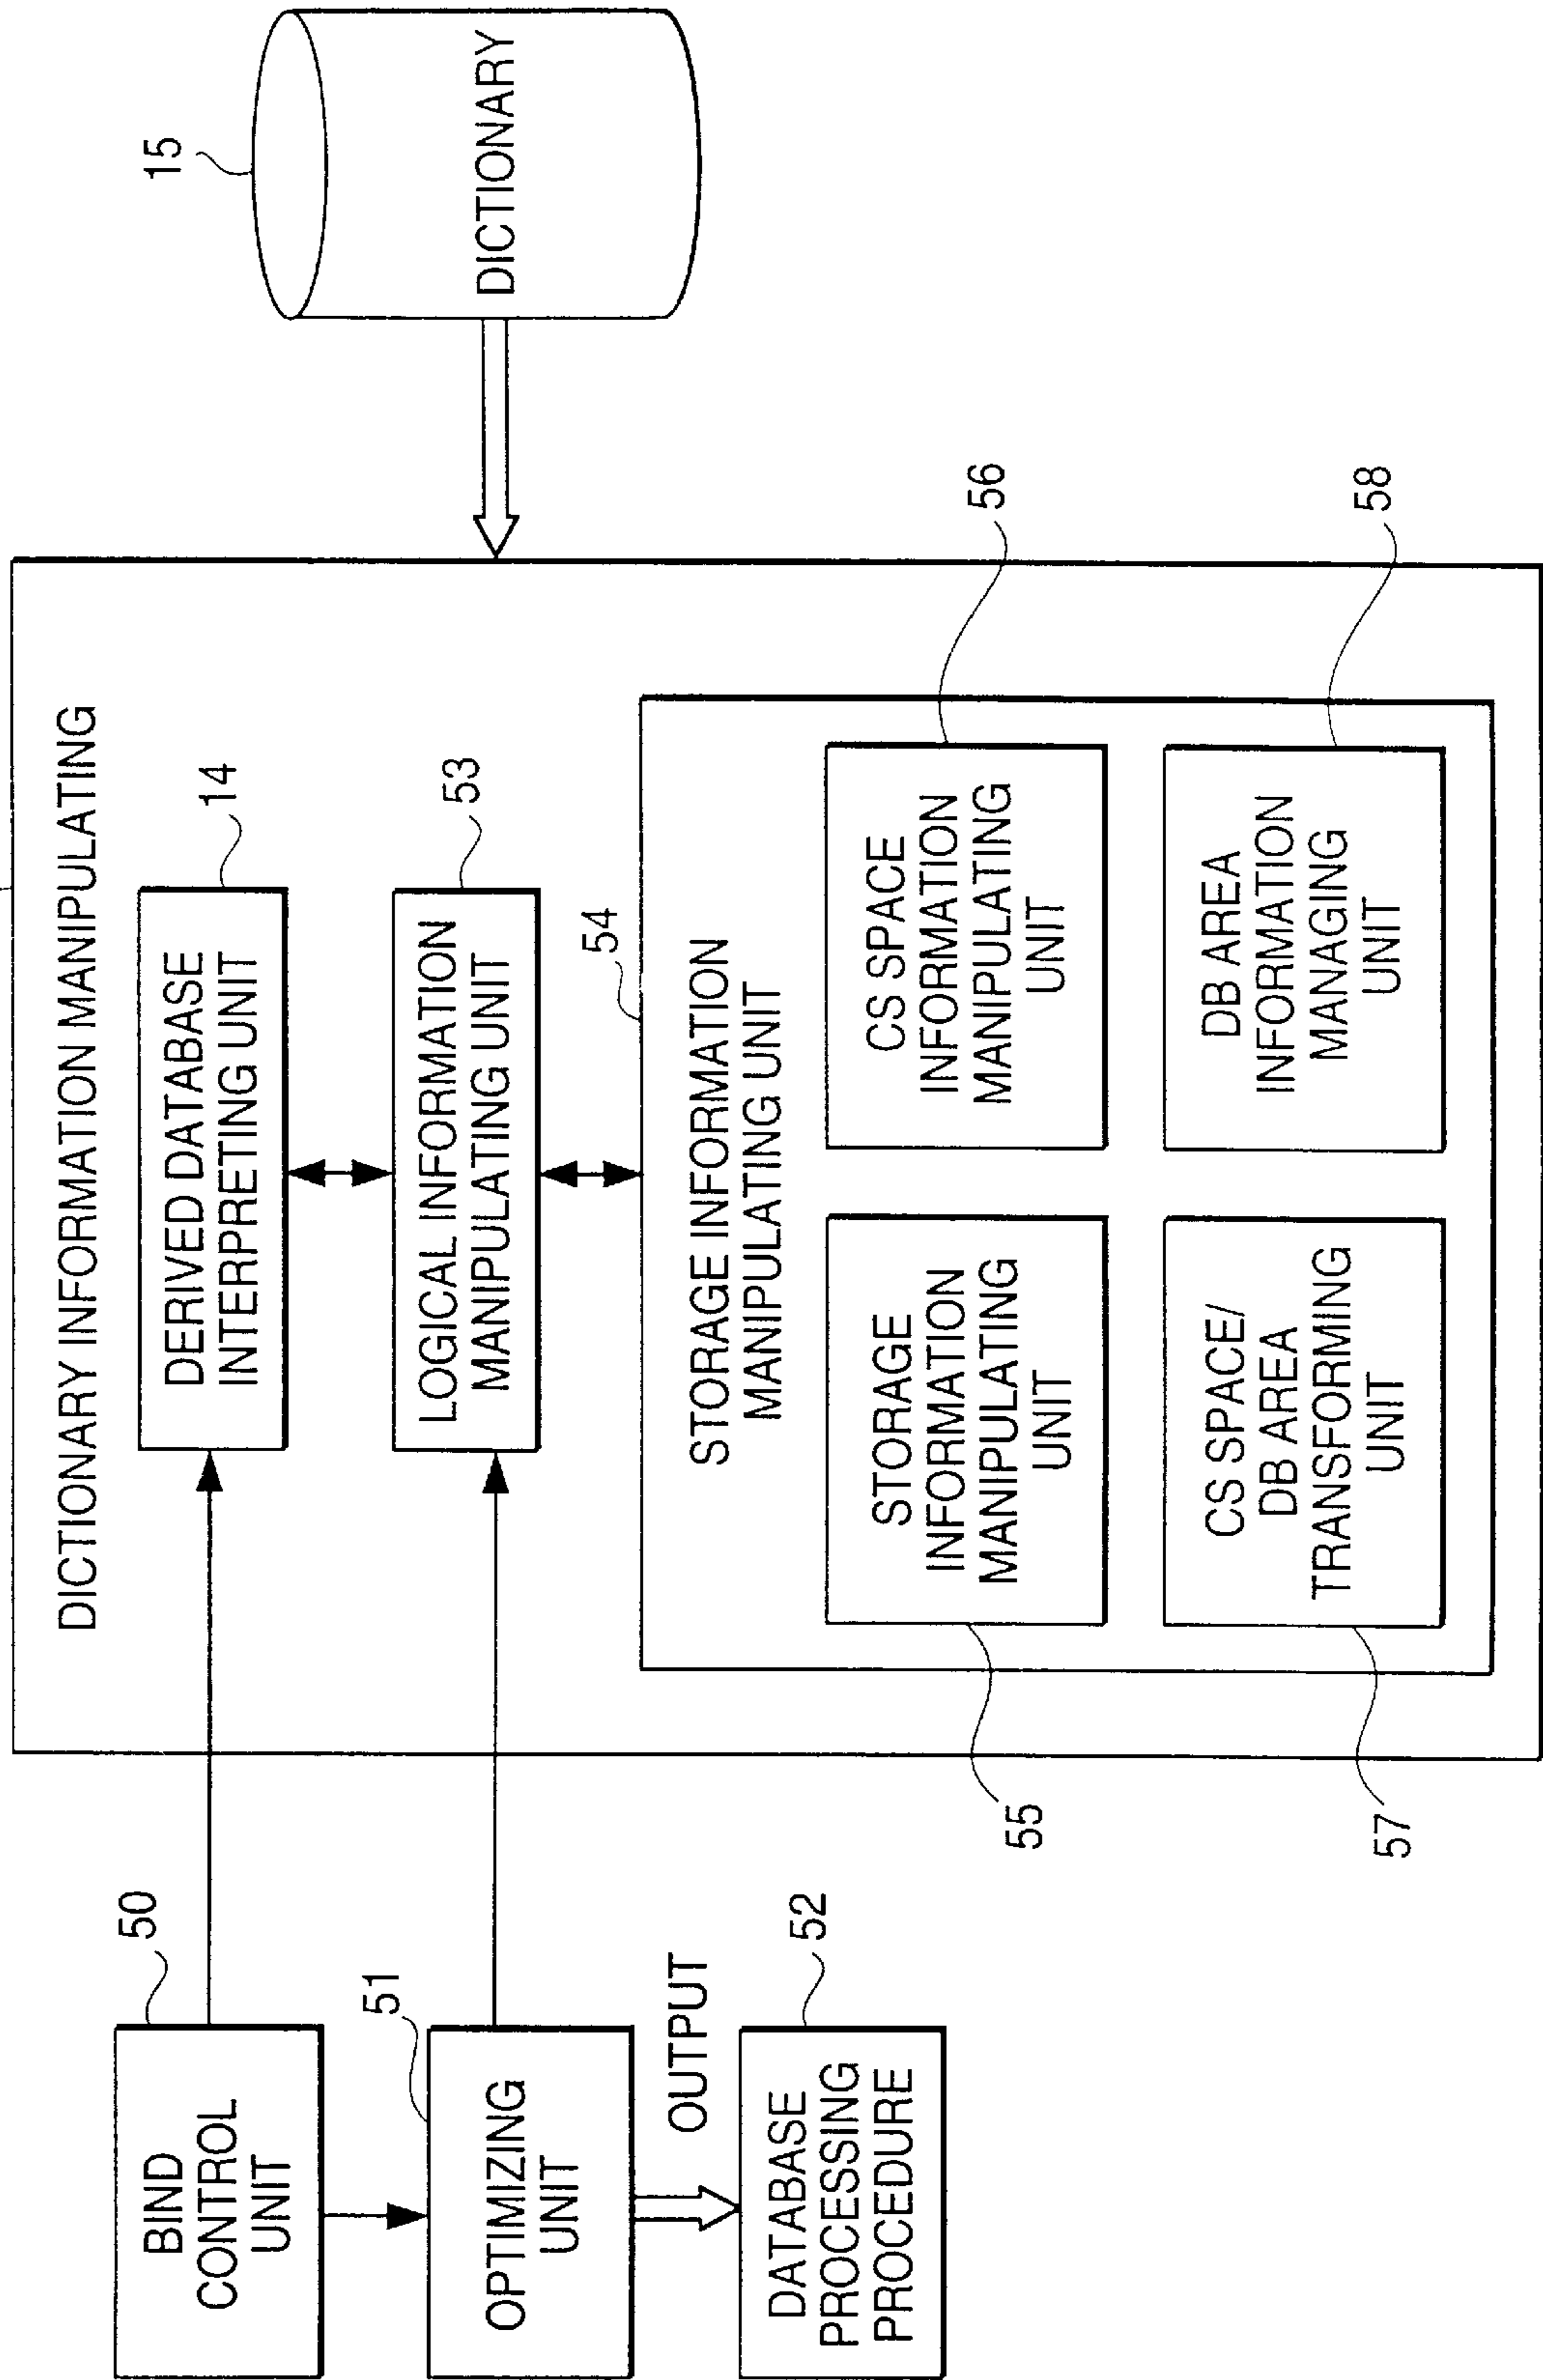 DICTIONARY INFORMATION MANIPULATING
50
BIND
CONTROL
UNIT
14
DERIVED DATABASE
INTERPRETING UNIT
15
DICTIONARY
51
OPTIMIZING
UNIT
53
LOGICAL INFORMATION
MANIPULATING UNIT
OUTPUT
52
DATABASE
PROCESSING
PROCEDURE
54
STORAGE INFORMATION
MANIPULATING UNIT
STORAGE
INFORMATION
MANIPULATING
UNIT
55
CS SPACE
INFORMATION
MANIPULATING
UNIT
56
CS SPACE/
DB AREA
TRANSFORMING
UNIT
57
DB AREA
INFORMATION
MANAGING
UNIT
58